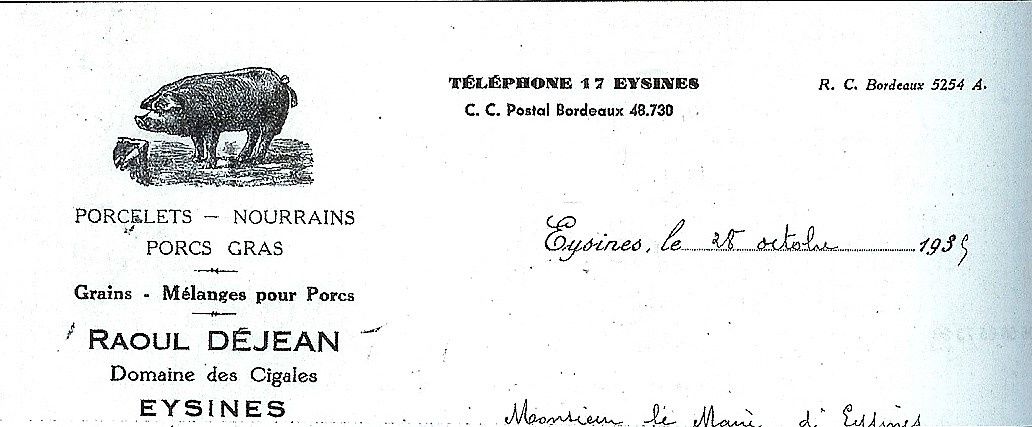 TÉLÉPHONE 17 EYSINES
C. C. Postal Bordeaux 48.730
R. C. Bordeaux 5254 A.
PORCELETS – NOURRAINS
PORCS GRAS
Grains - Mélanges pour Porcs
RAOUL DÉJEAN
Domaine des Cigales
EYSINES
Eysines, le 28 octobre 1935
Monsieur le Maire d'Eysines